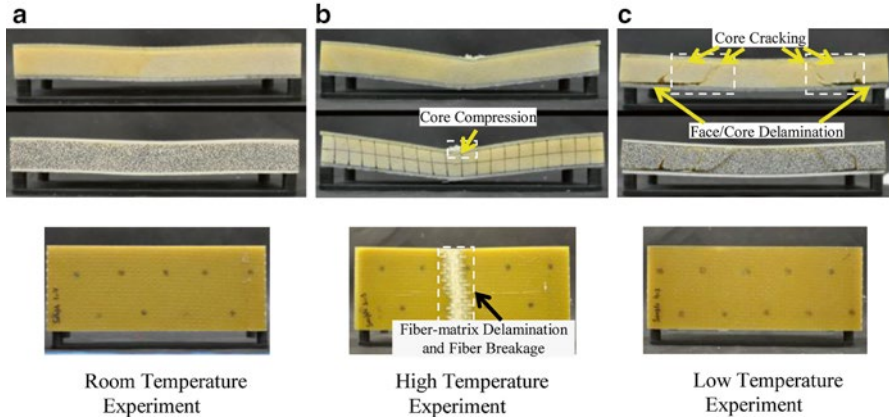 a
b
c
Core Cracking
Core Compression
Face/Core Delamination
Fiber-matrix Delamination
and Fiber Breakage
Room Temperature
Experiment
High Temperature
Experiment
Low Temperature
Experiment